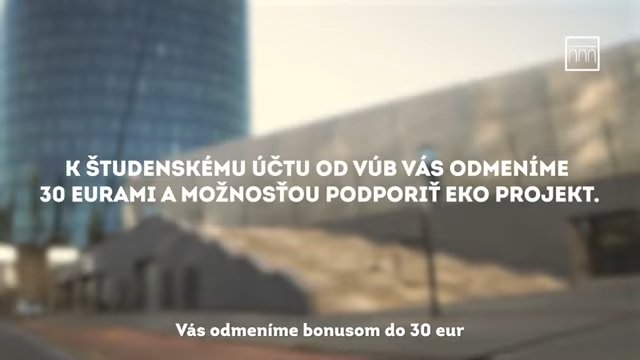 K ŠTUDENSKÉMU ÚČTU OD VÚB VÁS ODMENÍME
30 EURAMI A MOŽNOSŤOU PODPORIŤ EKO PROJEKT.
Vás odmeníme bonusom do 30 eur